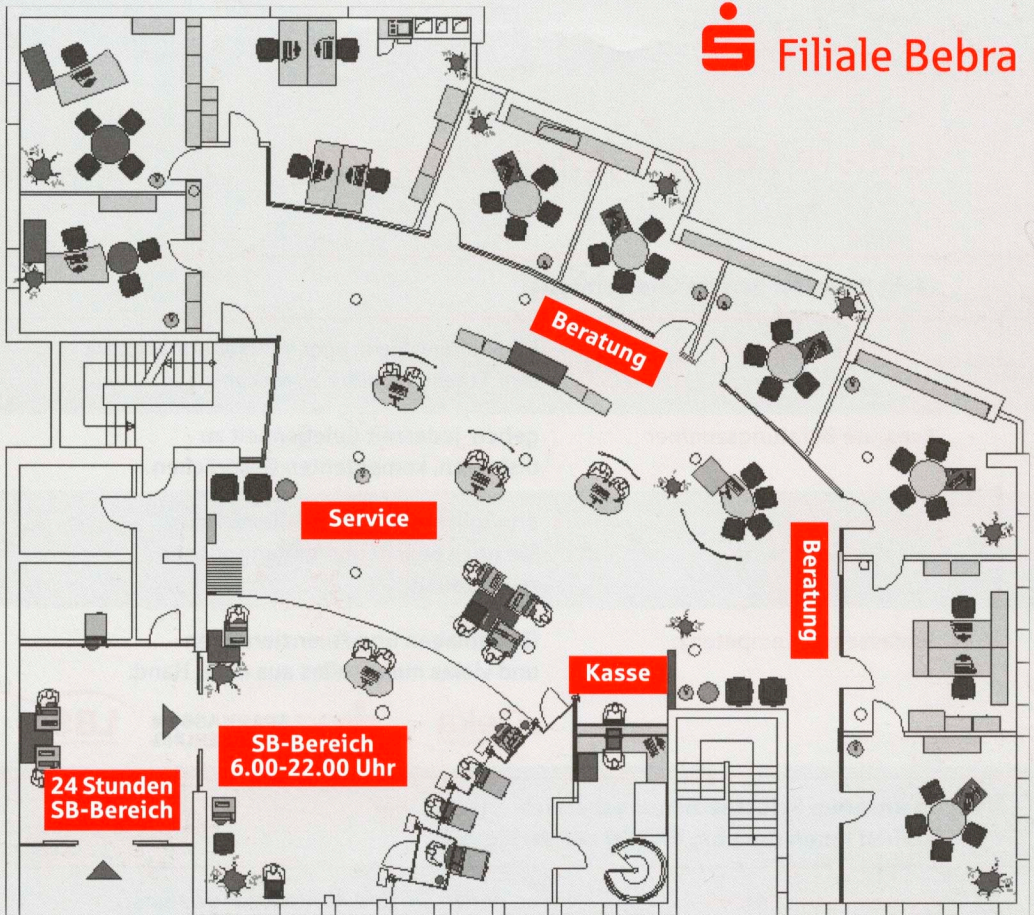 Filiale Bebra
Beratung
Service
Beratung
Kasse
SB-Bereich
6.00-22.00 Uhr
24 Stunden
SB-Bereich